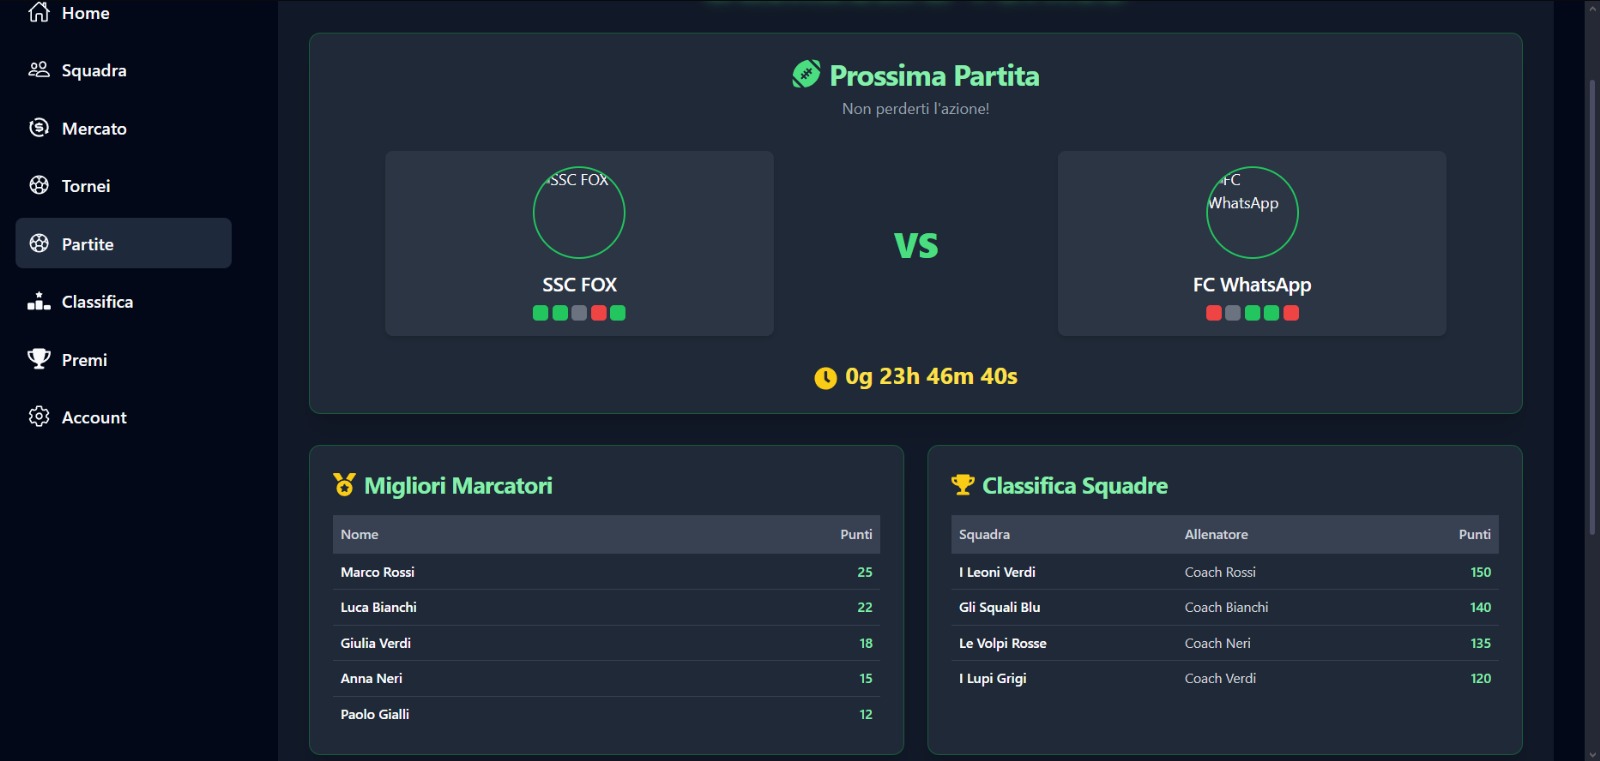 Home
Squadra
Mercato
Tornei
Partite
Classifica
Premi
Account
Prossima Partita
Non perderti l'azione!
SSC FOX
SSC FOX
VS
FC
WhatsApp
FC WhatsApp
0g 23h 46m 40s
Migliori Marcatori
Nome Punti
Marco Rossi 25
Luca Bianchi 22
Giulia Verdi 18
Anna Neri 15
Paolo Gialli 12
Classifica Squadre
Squadra Allenatore Punti
I Leoni Verdi Coach Rossi 150
Gli Squali Blu Coach Bianchi 140
Le Volpi Rosse Coach Neri 135
I Lupi Grigi Coach Verdi 120